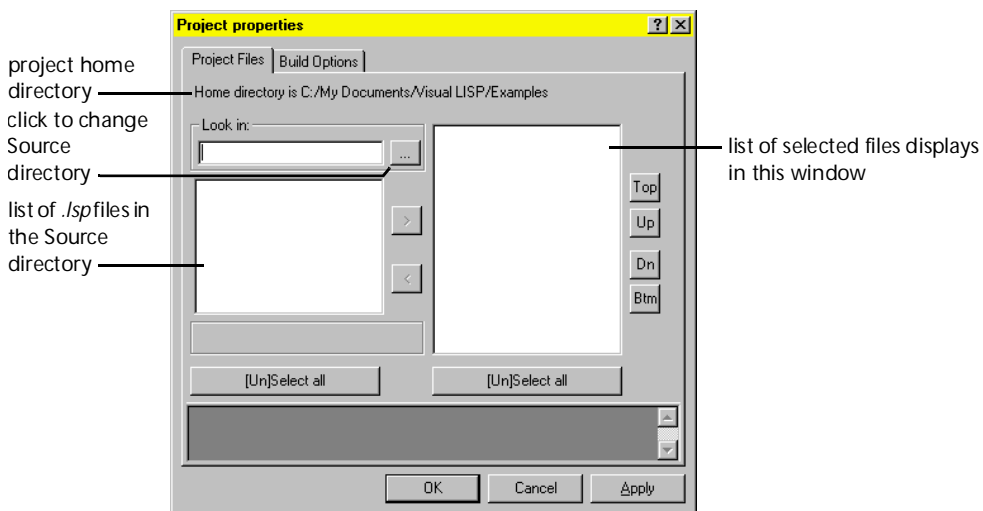 Project properties
Project Files
Build Options
project home
directory
Home directory is C:/My Documents/Visual LISP/Examples
click to change
Source
directory
Look in:
...
list of .lsp files in
the Source
directory
>
<
list of selected files displays
in this window
Top
Up
Dn
Btm
[Un]Select all
[Un]Select all
OK
Cancel
Apply